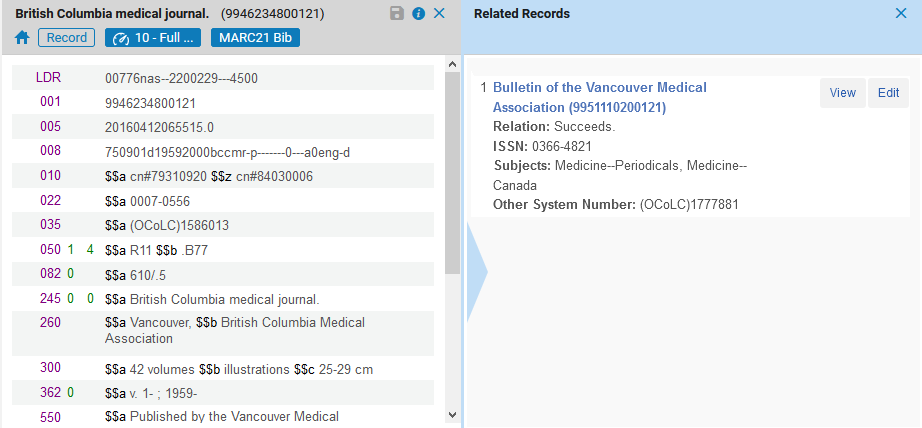 British Columbia medical journal. (9946234800121)
Record 10 - Full ... MARC21 Bib
LDR 00776nas--2200229---4500
001 9946234800121
005 20160412065515.0
008 750901d19592000bccmr-p-------0---a0eng-d
010 $$a cn#79310920 $$z cn#84030006
022 $$a 0007-0556
035 $$a (OCoLC)1586013
050 1 4 $$a R11 $$b .B77
082 0 $$a 610/.5
245 0 0 $$a British Columbia medical journal.
260 $$a Vancouver, $$b British Columbia Medical
Association
300 $$a 42 volumes $$b illustrations $$c 25-29 cm
362 0 $$a v. 1- ; 1959-
550 $$a Published by the Vancouver Medical
Related Records
1 Bulletin of the Vancouver Medical
Association (9951110200121)
View Edit
Relation: Succeeds.
ISSN: 0366-4821
Subjects: Medicine--Periodicals, Medicine--
Canada
Other System Number: (OCoLC)1777881